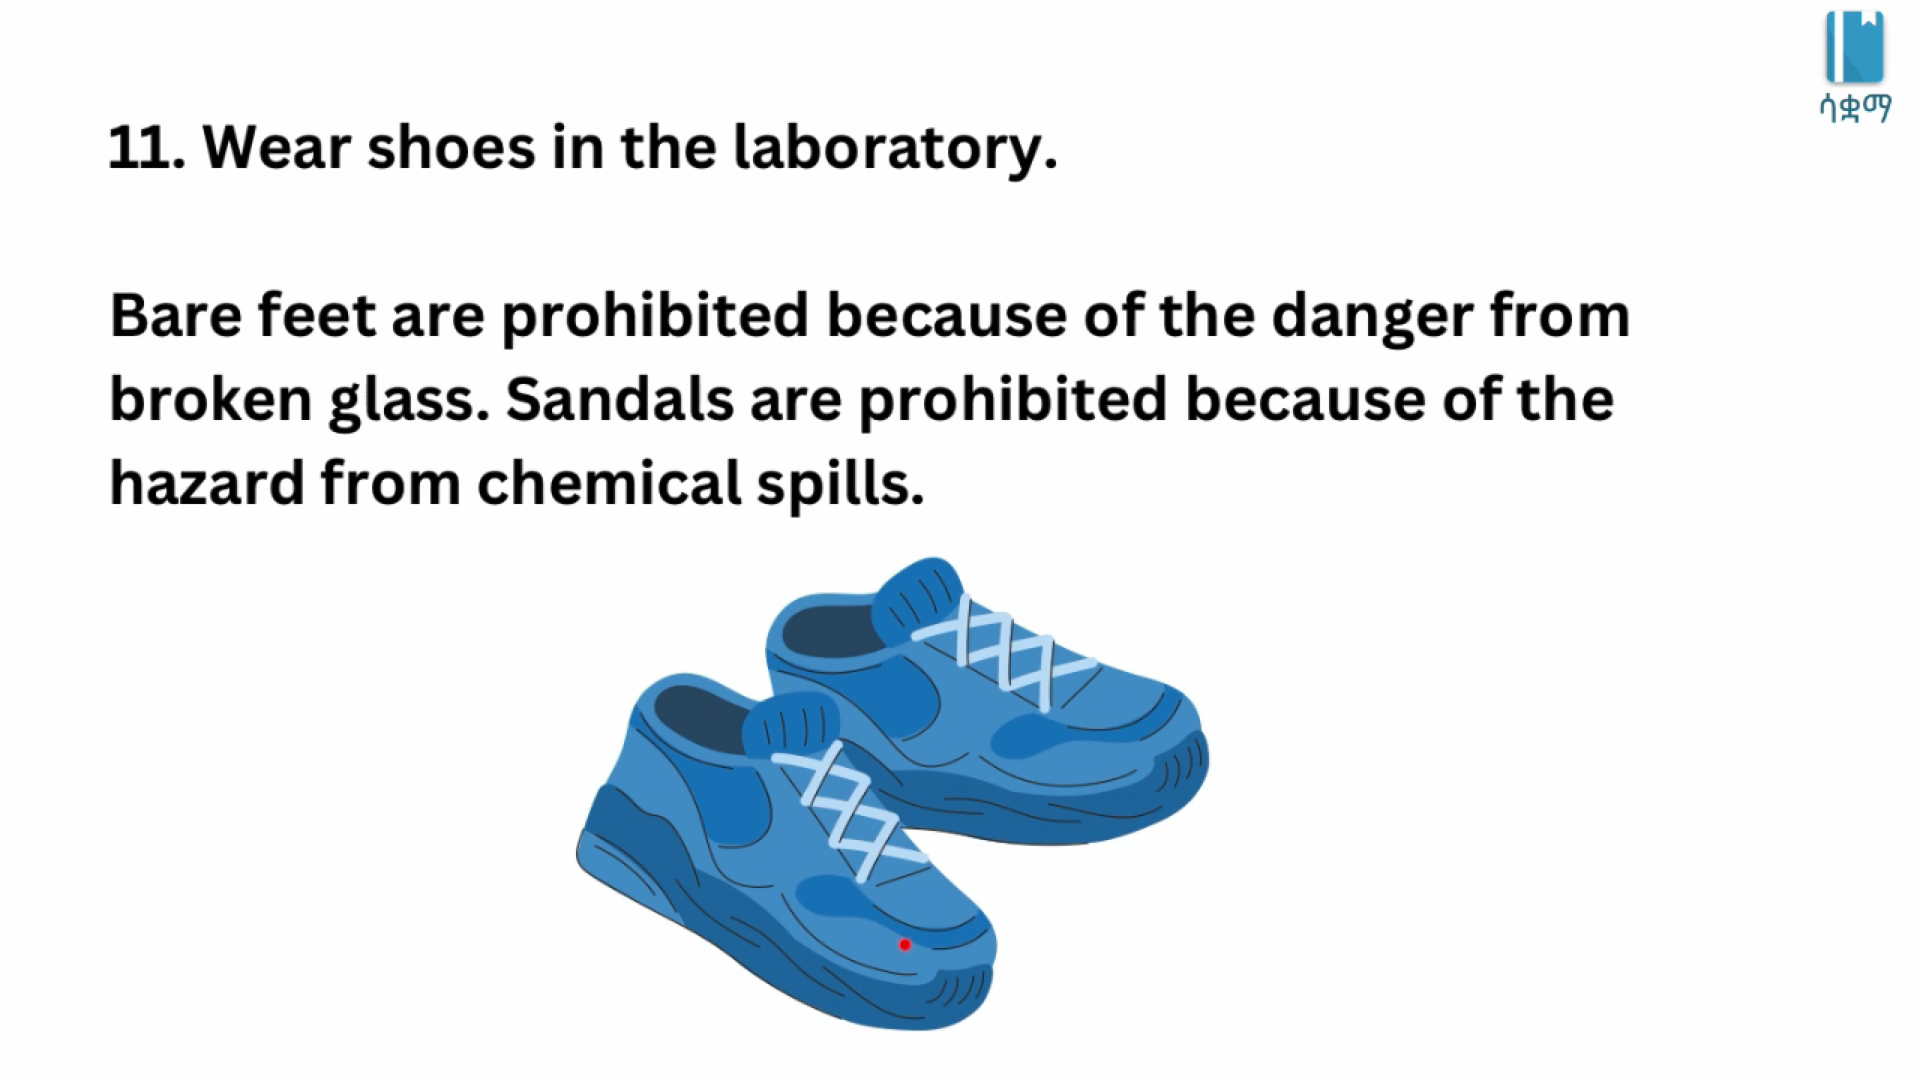 ሳቋማ
11. Wear shoes in the laboratory.
Bare feet are prohibited because of the danger from
broken glass. Sandals are prohibited because of the
hazard from chemical spills.